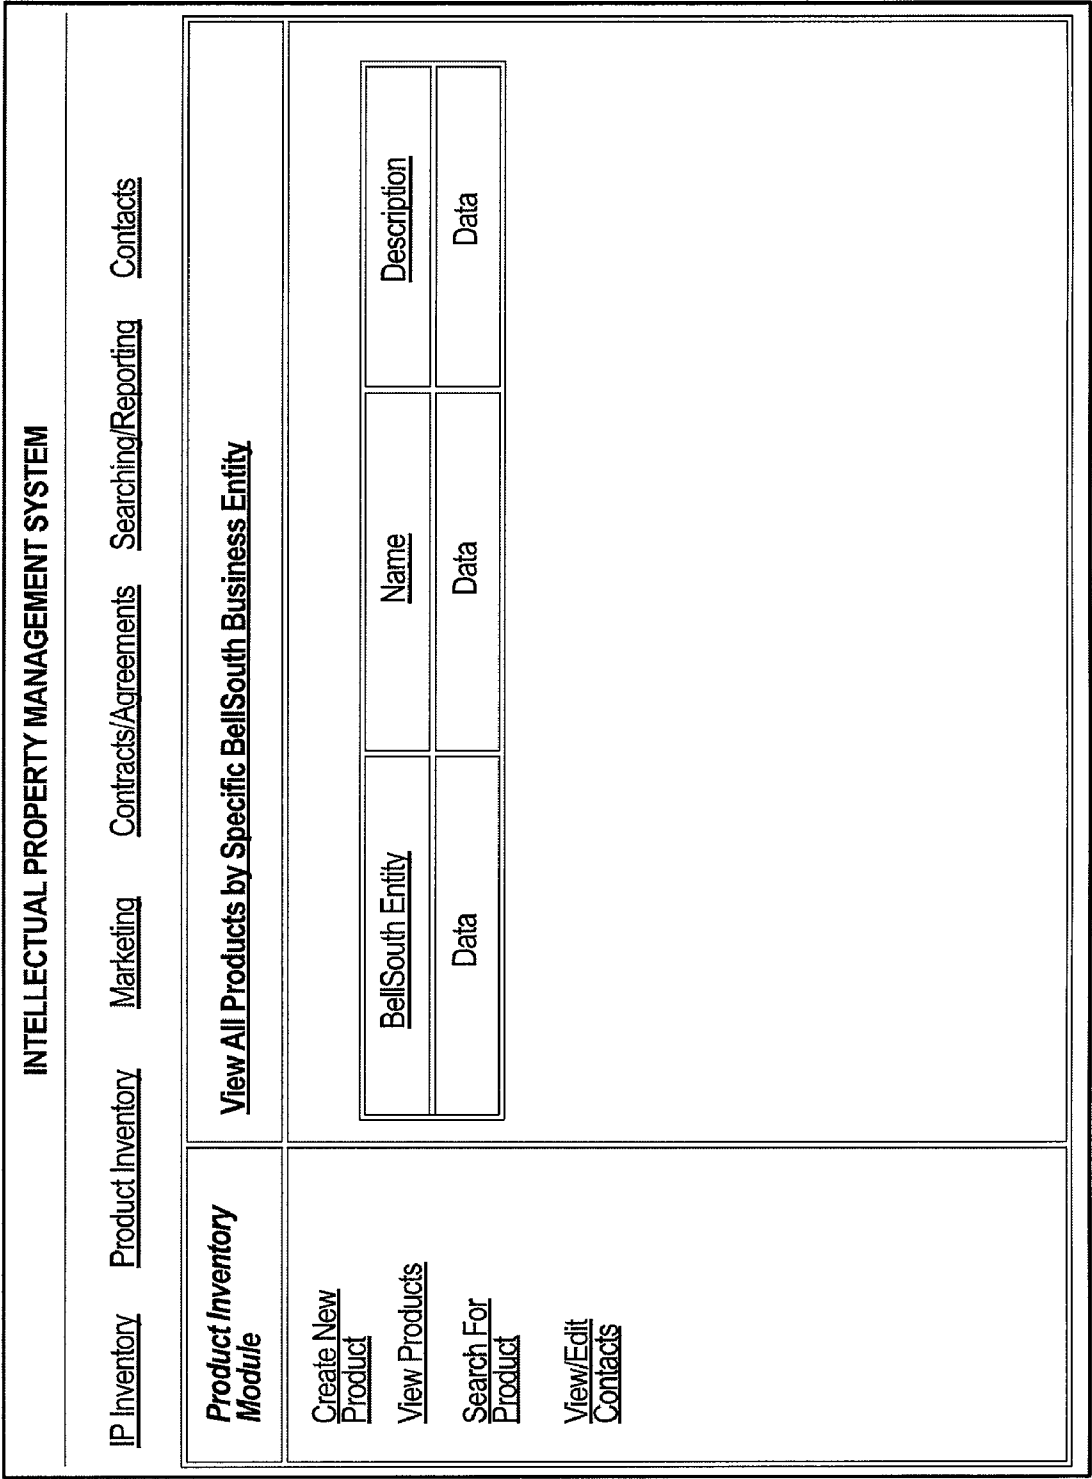 INTELLECTUAL PROPERTY MANAGEMENT SYSTEM
IP Inventory Product Inventory Marketing Contracts/Agreements Searching/Reporting Contacts
Product Inventory
Module
View All Products by Specific BellSouth Business Entity
Create New
Product
View Products
Search For
Product
View/Edit
Contacts
BellSouth Entity Name Description
Data Data Data